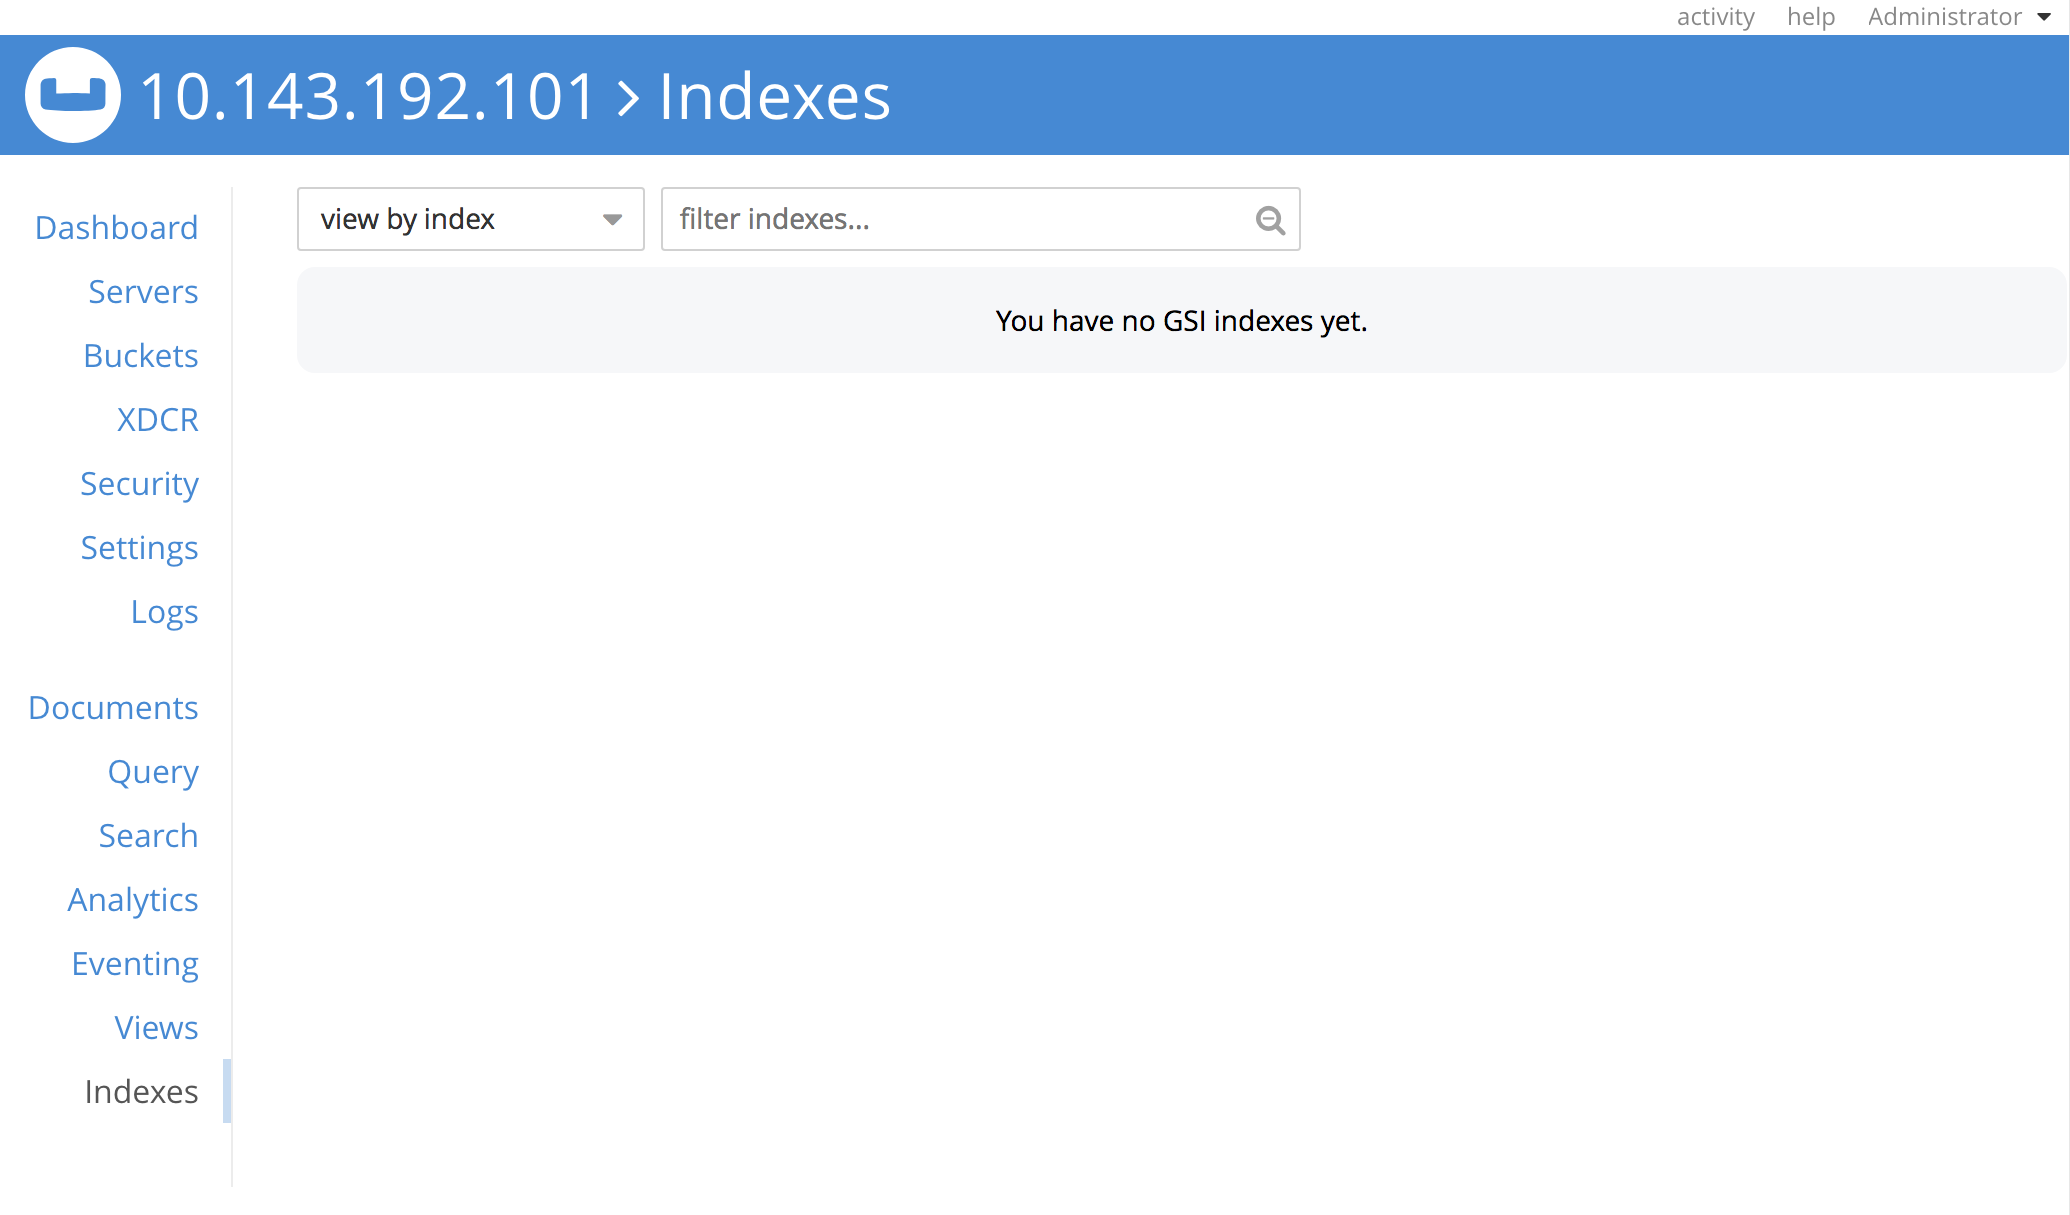 activity help Administrator
10.143.192.101 > Indexes
view by index
filter indexes...
You have no GSI indexes yet.
Dashboard
Servers
Buckets
XDCR
Security
Settings
Logs
Documents
Query
Search
Analytics
Eventing
Views
Indexes